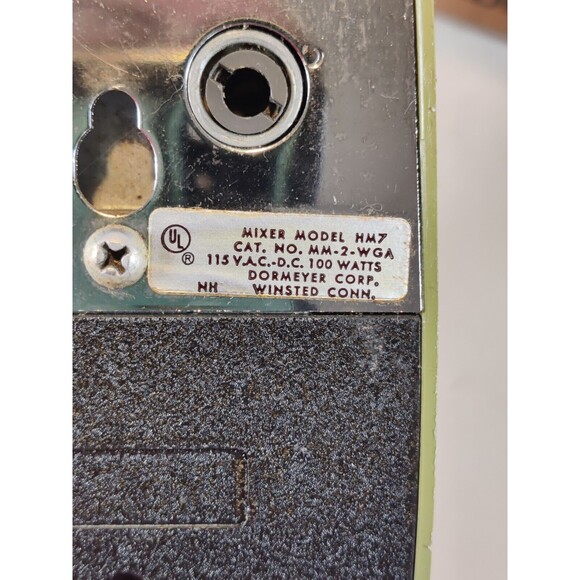 UL
®
MIXER MODEL HM7
CAT. NO. MM-2-WGA
115 V.A.C.-D.C. 100 WATTS
DORMEYER CORP.
NH WINSTED CONN.